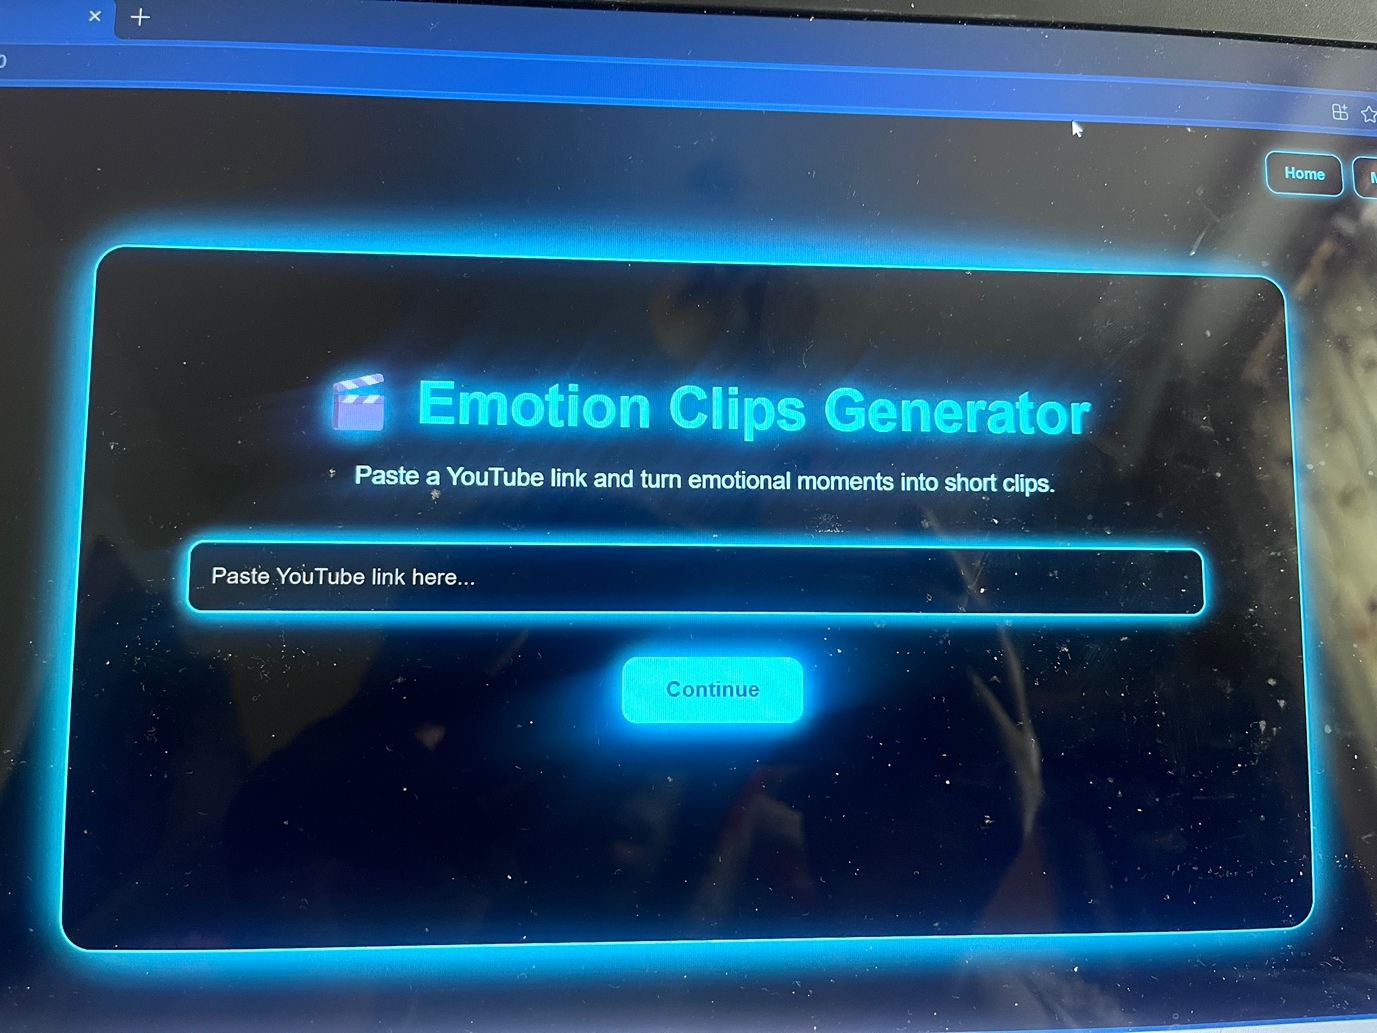 Home
Emotion Clips Generator
Paste a YouTube link and turn emotional moments into short clips.
Paste YouTube link here...
Continue